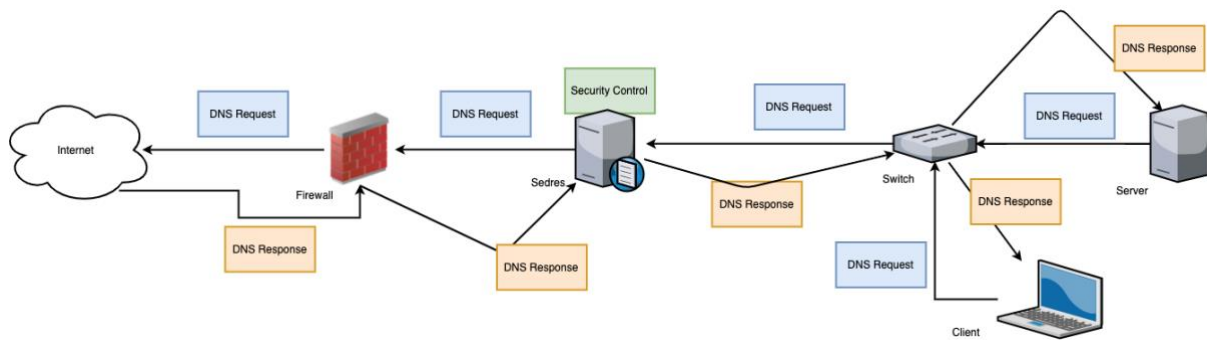 DNS Response
Security Control
DNS Request
DNS Request
DNS Request
DNS Request
Internet
Firewall
Sedres
Switch
Server
DNS Response
DNS Response
DNS Response
DNS Response
DNS Request
Client